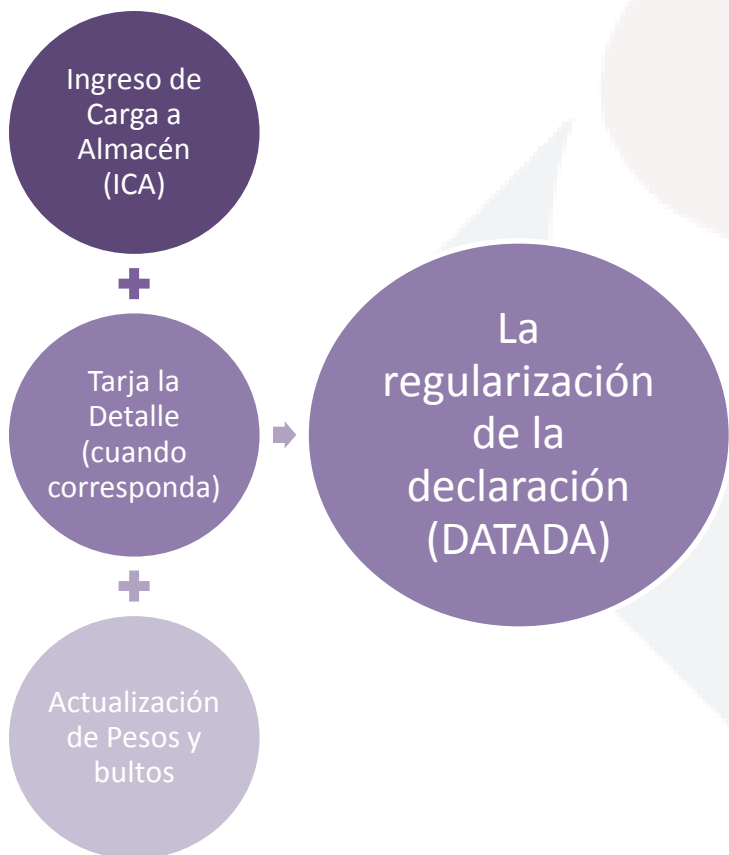 Ingreso de
Carga a
Almacén
(ICA)
Tarja la
Detalle
(cuando
corresponda)
Actualización
de Pesos y
bultos
La
regularización
de la
declaración
(DATADA)